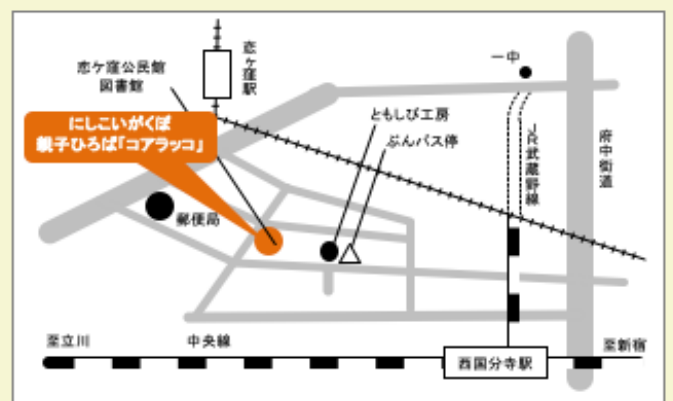 恋ケ窪駅
一中
恋ケ窪公民館
図書館
にしこいがくぼ
親子ひろば「コアラッコ」
ともしび工房
ぶんバス停
JR武蔵野線
府中街道
郵便局
至立川
中央線
西国分寺駅
至新宿